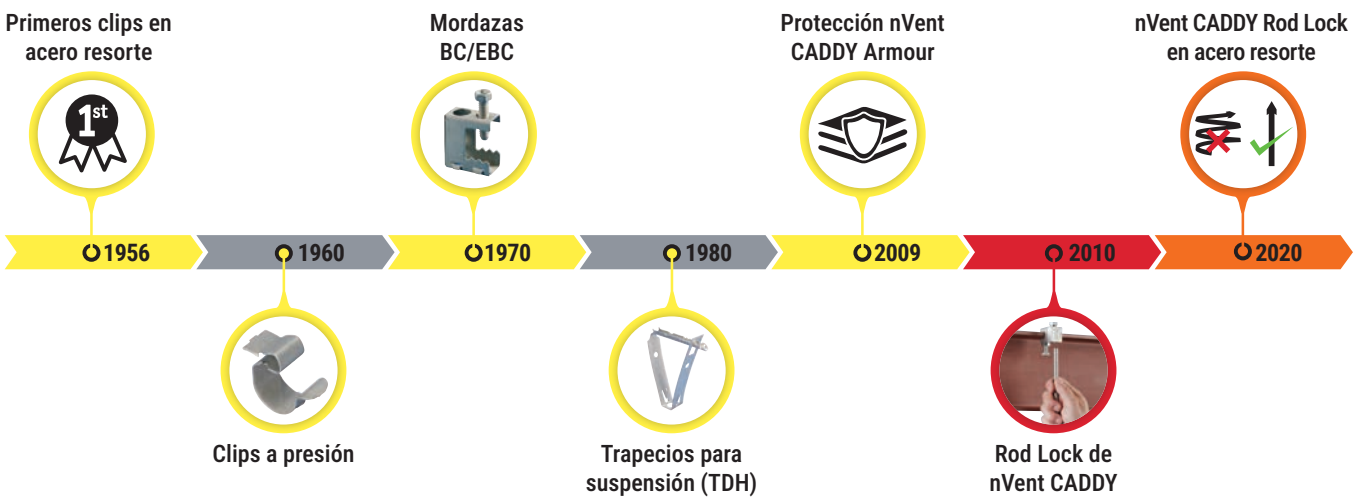 Primeros clips en
acero resorte
Mordazas
BC/EBC
Protección nVent
CADDY Armour
nVent CADDY Rod Lock
en acero resorte
1st
1956
1960
1970
1980
2009
2010
2020
Clips a presión
Trapecios para
suspensión (TDH)
Rod Lock de
nVent CADDY